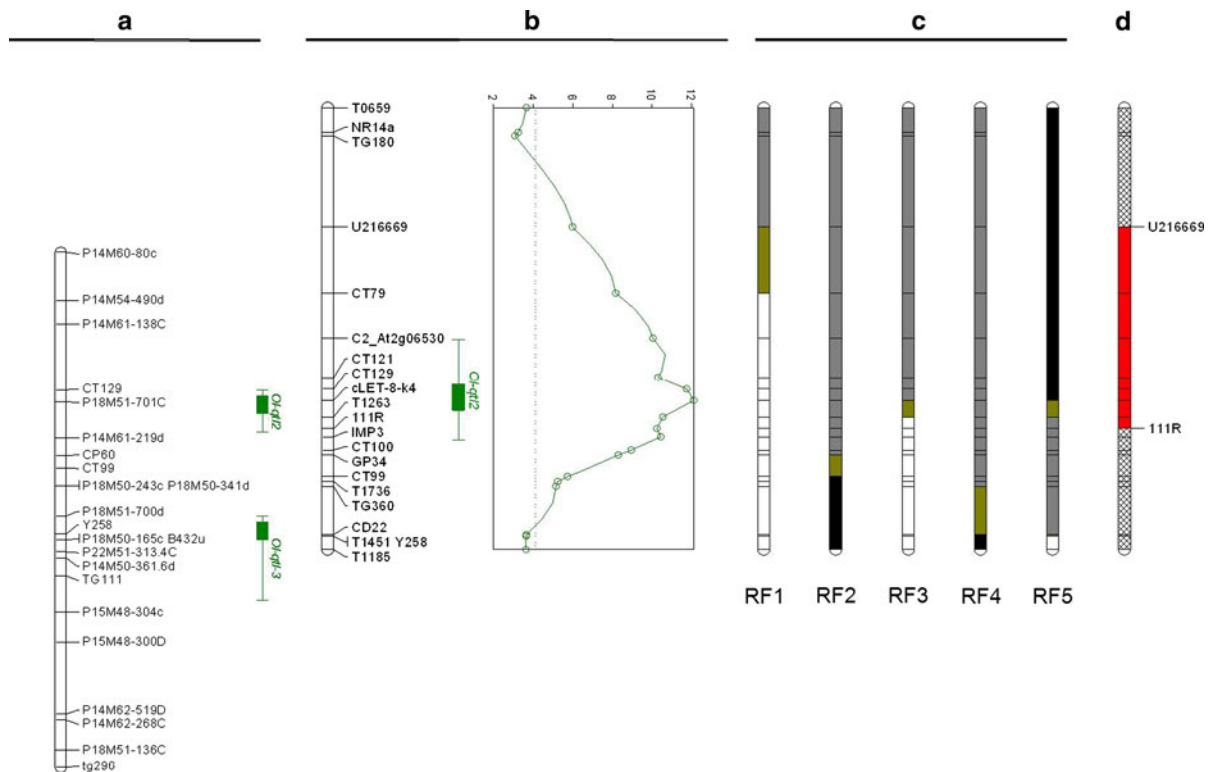 a
b
c
d
P14M60-80c
P14M54-490d
P14M61-138C
CT129
P18M51-701C
P14M61-219d
CP60
CT99
P18M50-243c P18M50-341d
P18M51-700d
Y258
P18M50-165c B432u
P22M51-313.4C
P14M50-361.6d
TG111
P15M48-304c
P15M48-300D
P14M62-519D
P14M62-268C
P18M51-136C
tg296
Ol-qtl2
Ol-qtl-3
T0659
NR14a
TG180
U216669
CT79
C2_At2g06530
CT121
CT129
cLET-8-k4
T1263
111R
IMP3
CT100
GP34
CT99
T1736
TG360
CD22
T1451 Y258
T1185
Ol-qtl2
2 4 6 8 10 12
RF1 RF2 RF3 RF4 RF5
U216669
111R